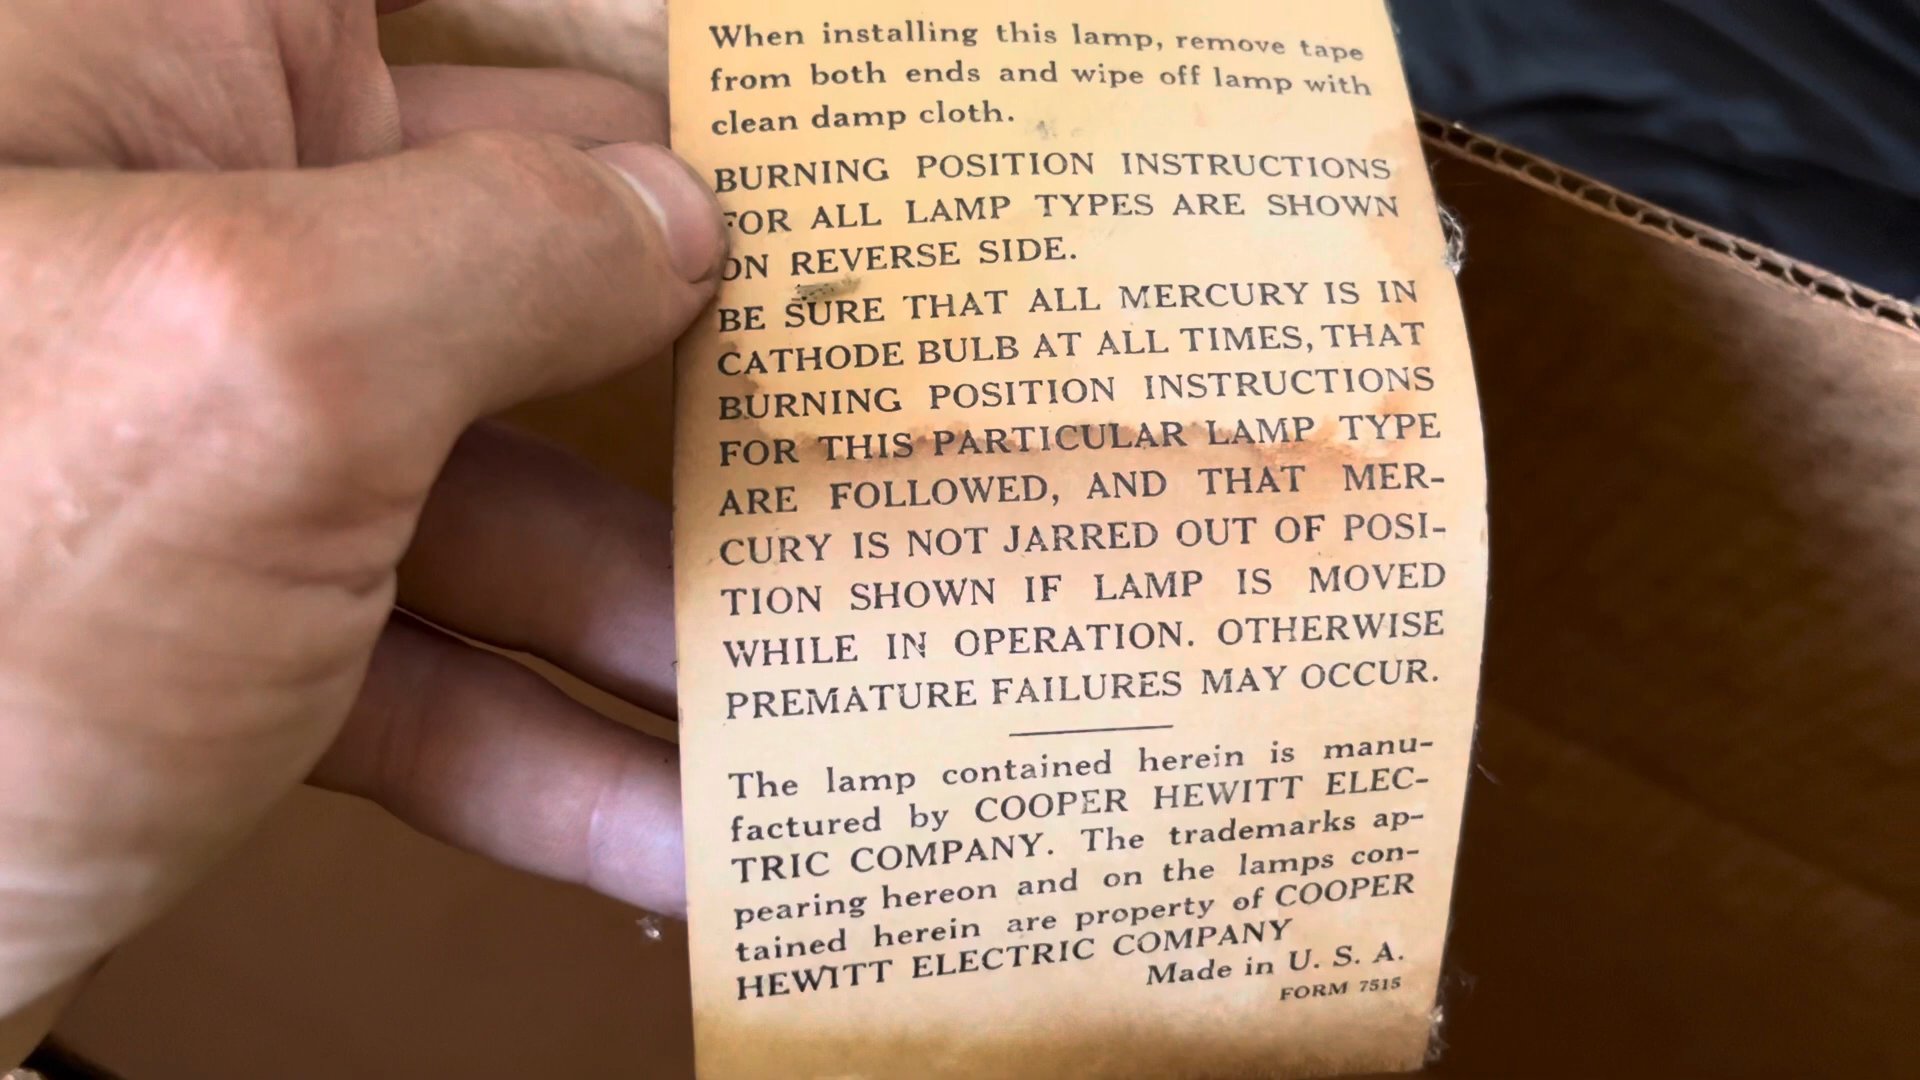 When installing this lamp, remove tape
from both ends and wipe off lamp with
clean damp cloth.
BURNING POSITION INSTRUCTIONS
FOR ALL LAMP TYPES ARE SHOWN
ON REVERSE SIDE.
BE SURE THAT ALL MERCURY IS IN
CATHODE BULB AT ALL TIMES, THAT
BURNING POSITION INSTRUCTIONS
FOR THIS PARTICULAR LAMP TYPE
ARE FOLLOWED, AND THAT MER-
CURY IS NOT JARRED OUT OF POSI-
TION SHOWN IF LAMP IS MOVED
WHILE IN OPERATION. OTHERWISE
PREMATURE FAILURES MAY OCCUR.
The lamp contained herein is manu-
factured by COOPER HEWITT ELEC-
TRIC COMPANY. The trademarks ap-
pearing hereon and on the lamps con-
tained herein are property of COOPER
HEWITT ELECTRIC COMPANY
Made in U. S. A.
FORM 7515